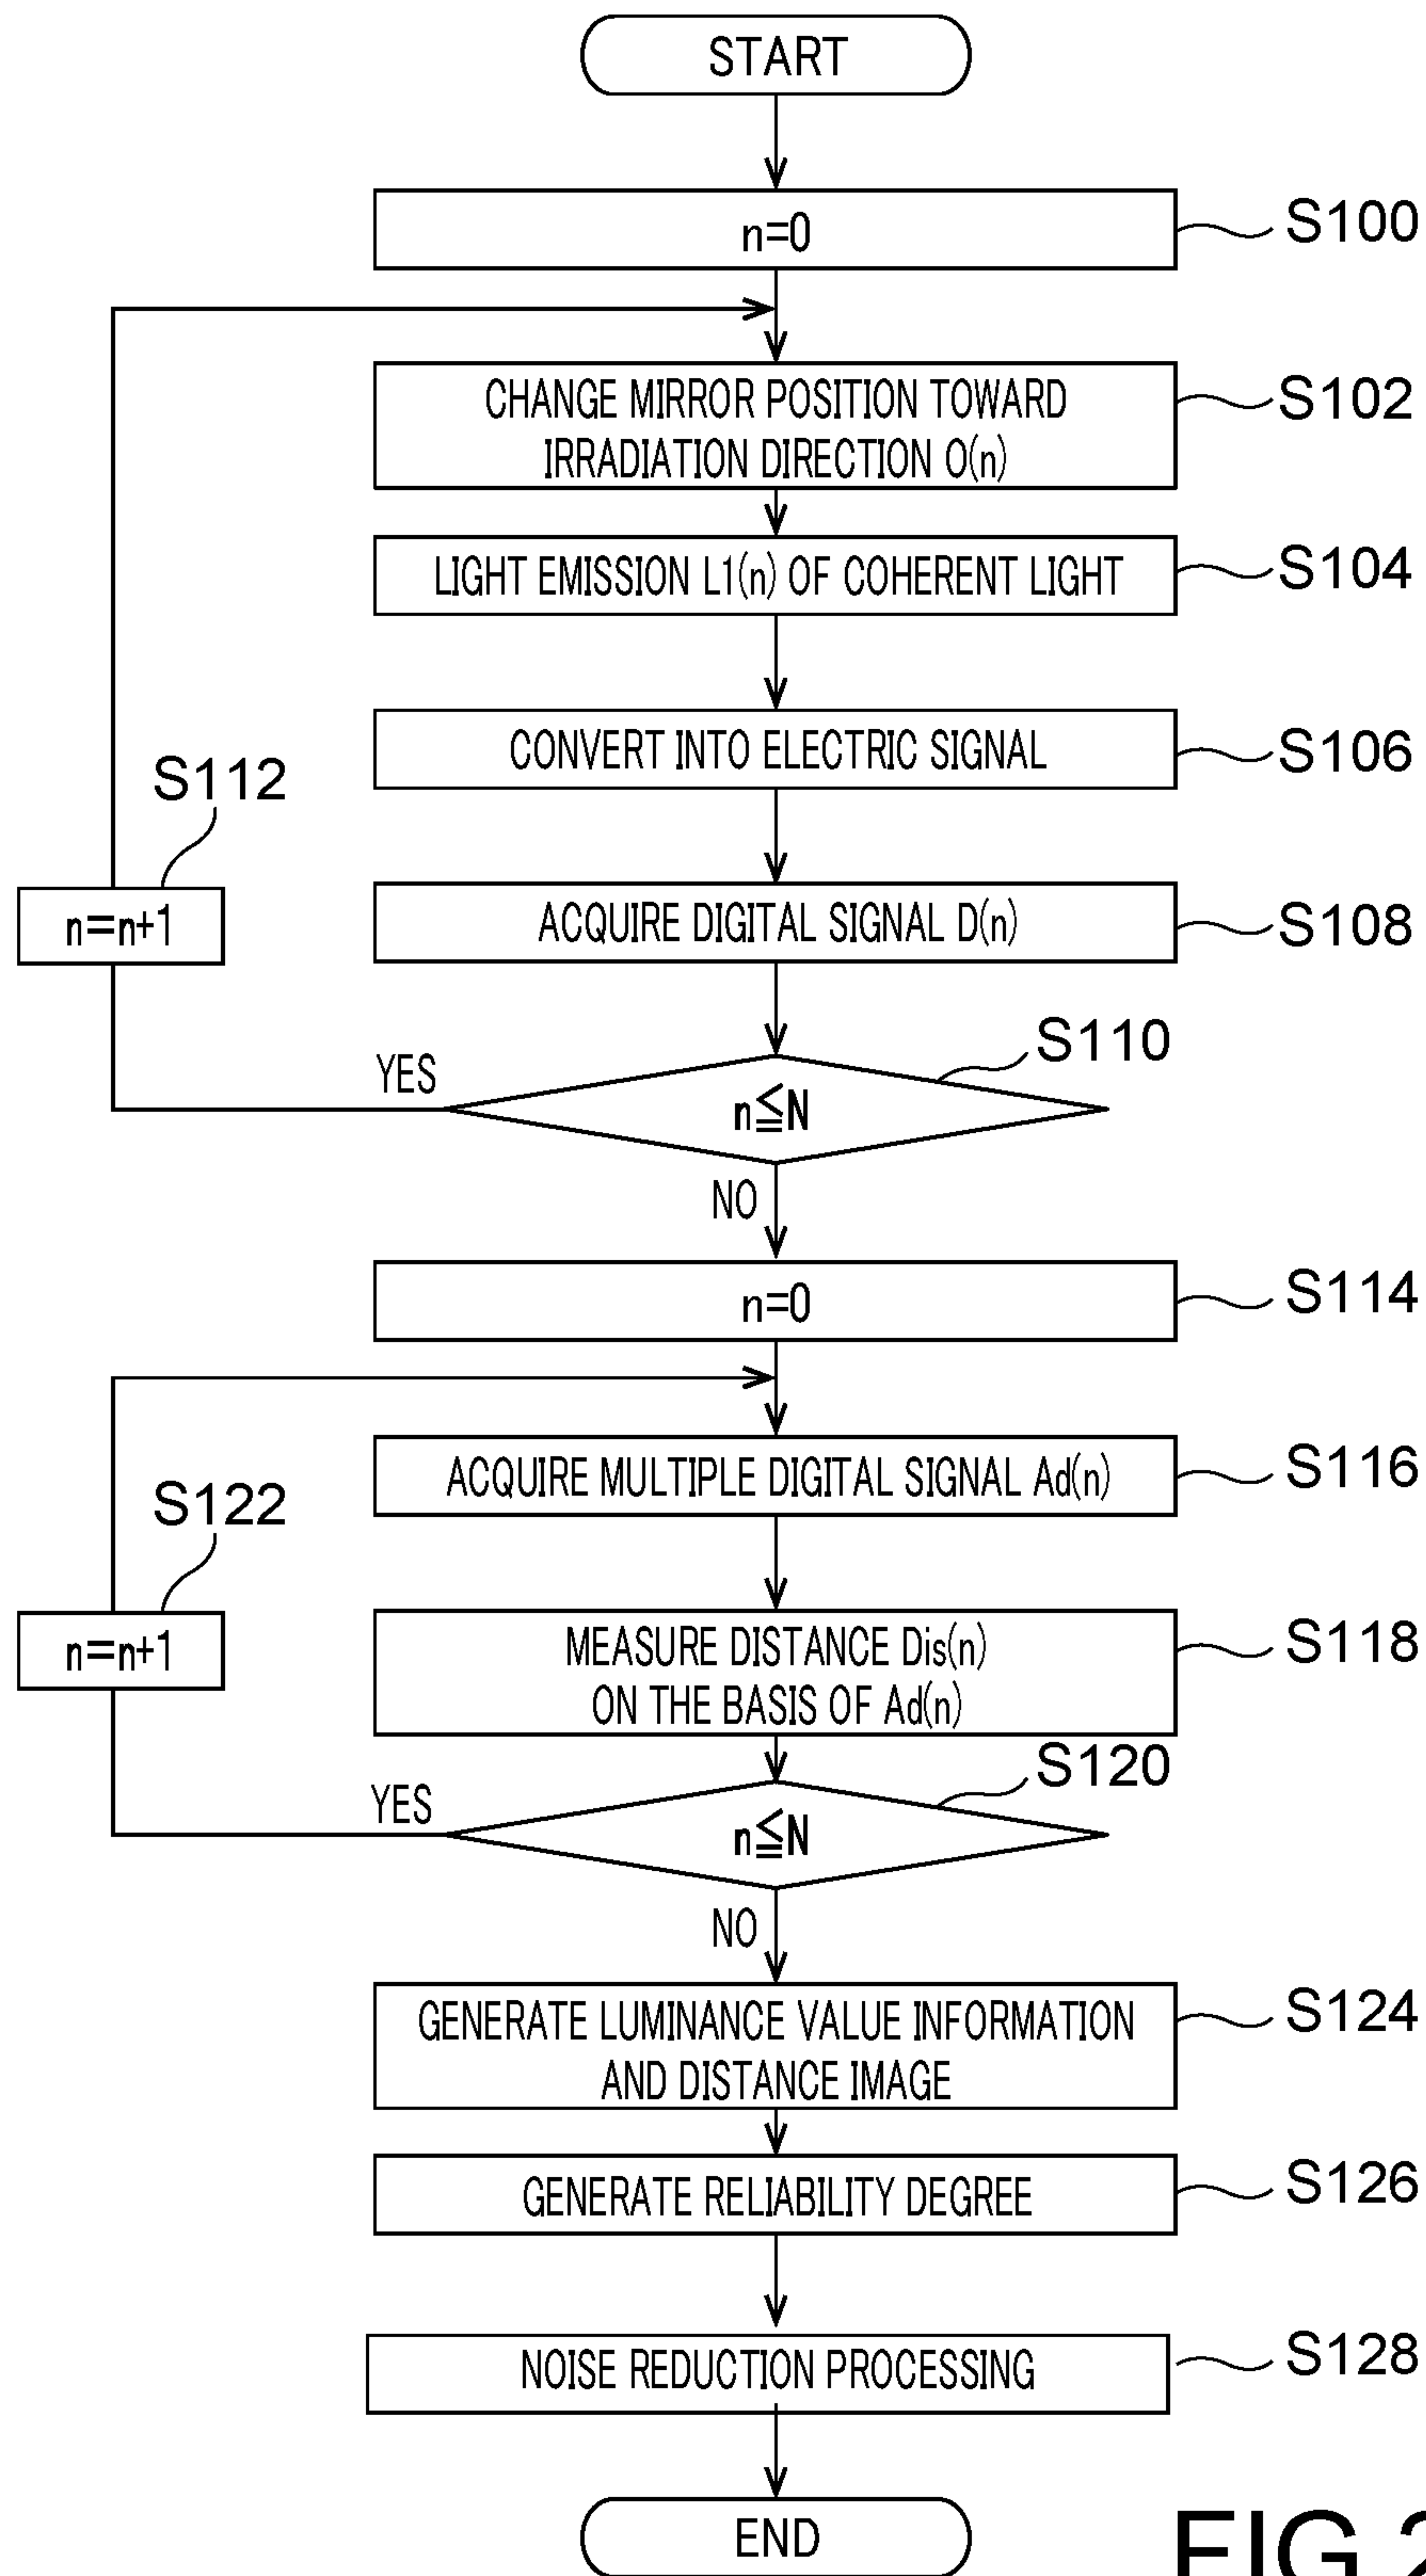 START
n=0
S100
CHANGE MIRROR POSITION TOWARD
IRRADIATION DIRECTION O(n)
S102
LIGHT EMISSION L1(n) OF COHERENT LIGHT
S104
CONVERT INTO ELECTRIC SIGNAL
S106
S112
n=n+1
ACQUIRE DIGITAL SIGNAL D(n)
S108
S110
YES
n≦N
NO
n=0
S114
ACQUIRE MULTIPLE DIGITAL SIGNAL Ad(n)
S116
S122
n=n+1
MEASURE DISTANCE Dis(n)
ON THE BASIS OF Ad(n)
S118
S120
YES
n≦N
NO
GENERATE LUMINANCE VALUE INFORMATION
AND DISTANCE IMAGE
S124
GENERATE RELIABILITY DEGREE
S126
NOISE REDUCTION PROCESSING
S128
END